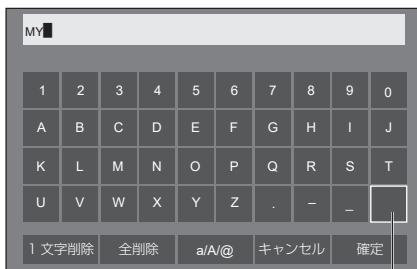 MY
1 2 3 4 5 6 7 8 9 0
A B C D E F G H I J
K L M N O P Q R S T
U V W X Y Z . – _
1 文字削除 全削除 a/A/@ キャンセル 確定